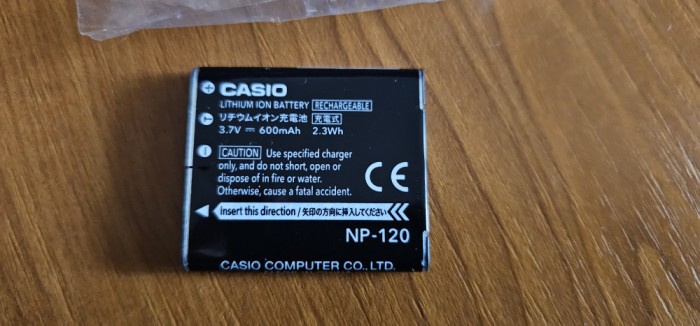 CASIO
LITHIUM ION BATTERY RECHARGEABLE
リチウムイオン充電池 充電式
3.7V ⎓ 600mAh 2.3Wh
CAUTION Use specified charger
only, and do not short, open or
dispose of in fire or water.
Otherwise, cause a fatal accident.
CE
Insert this direction / 矢印の方向に挿入してください
NP-120
CASIO COMPUTER CO., LTD.